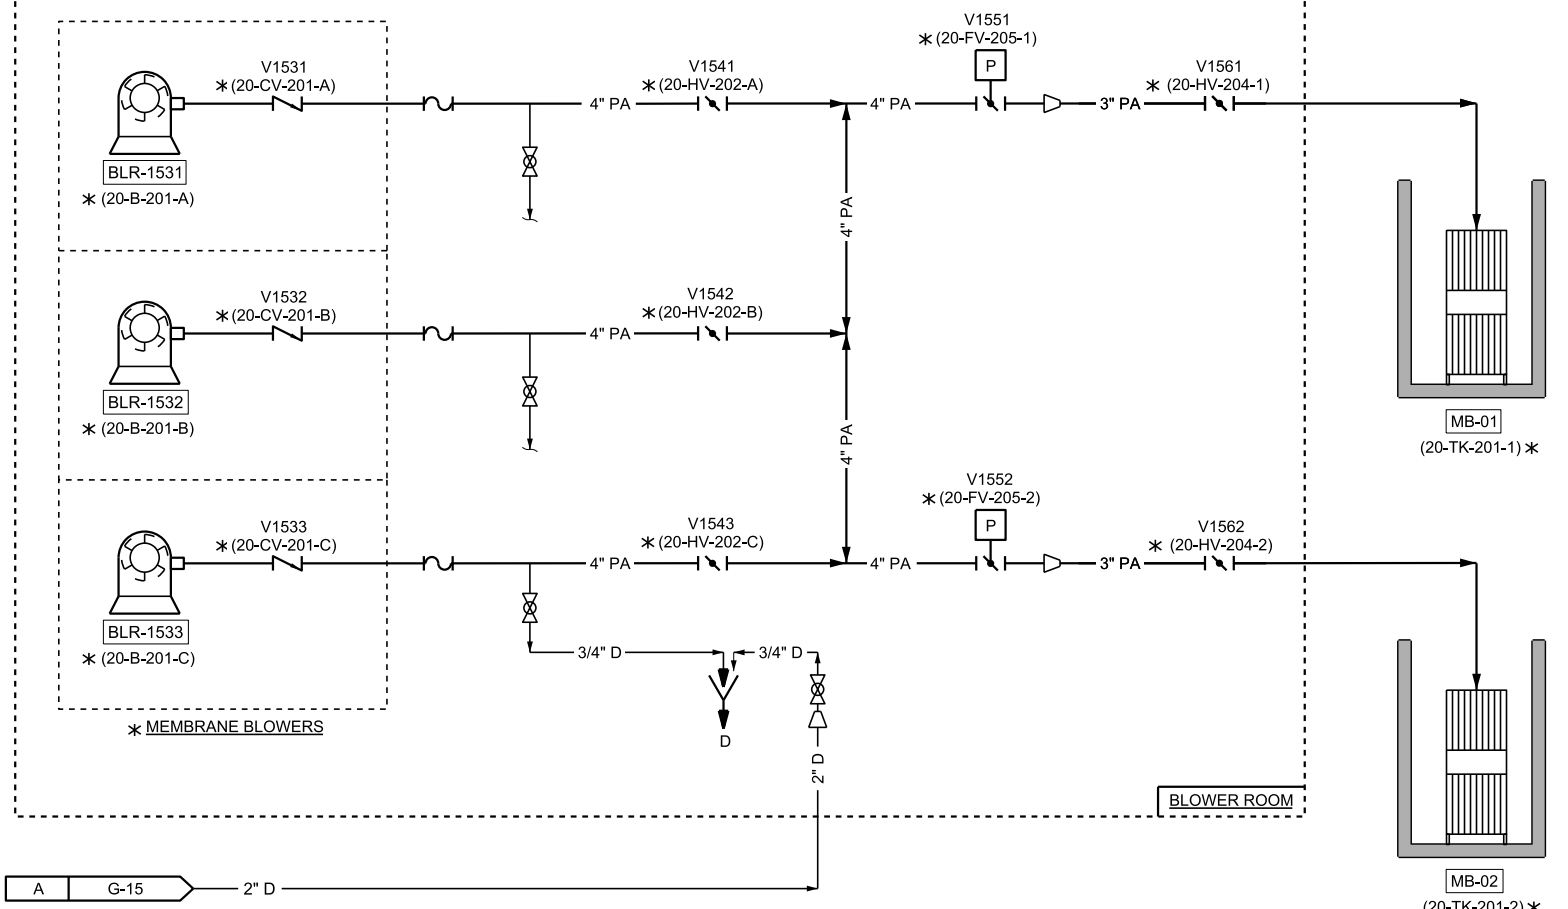 V1551
* (20-FV-205-1)
P
V1531
* (20-CV-201-A)
V1541
* (20-HV-202-A)
V1561
* (20-HV-204-1)
4" PA
4" PA
3" PA
BLR-1531
* (20-B-201-A)
4" PA
V1532
* (20-CV-201-B)
V1542
* (20-HV-202-B)
4" PA
BLR-1532
* (20-B-201-B)
MB-01
(20-TK-201-1) *
4" PA
V1552
* (20-FV-205-2)
P
V1533
* (20-CV-201-C)
V1543
* (20-HV-202-C)
V1562
* (20-HV-204-2)
4" PA
4" PA
3" PA
BLR-1533
* (20-B-201-C)
3/4" D
3/4" D
* MEMBRANE BLOWERS
D
2" D
BLOWER ROOM
A
G-15
2" D
MB-02
(20-TK-201-2) *